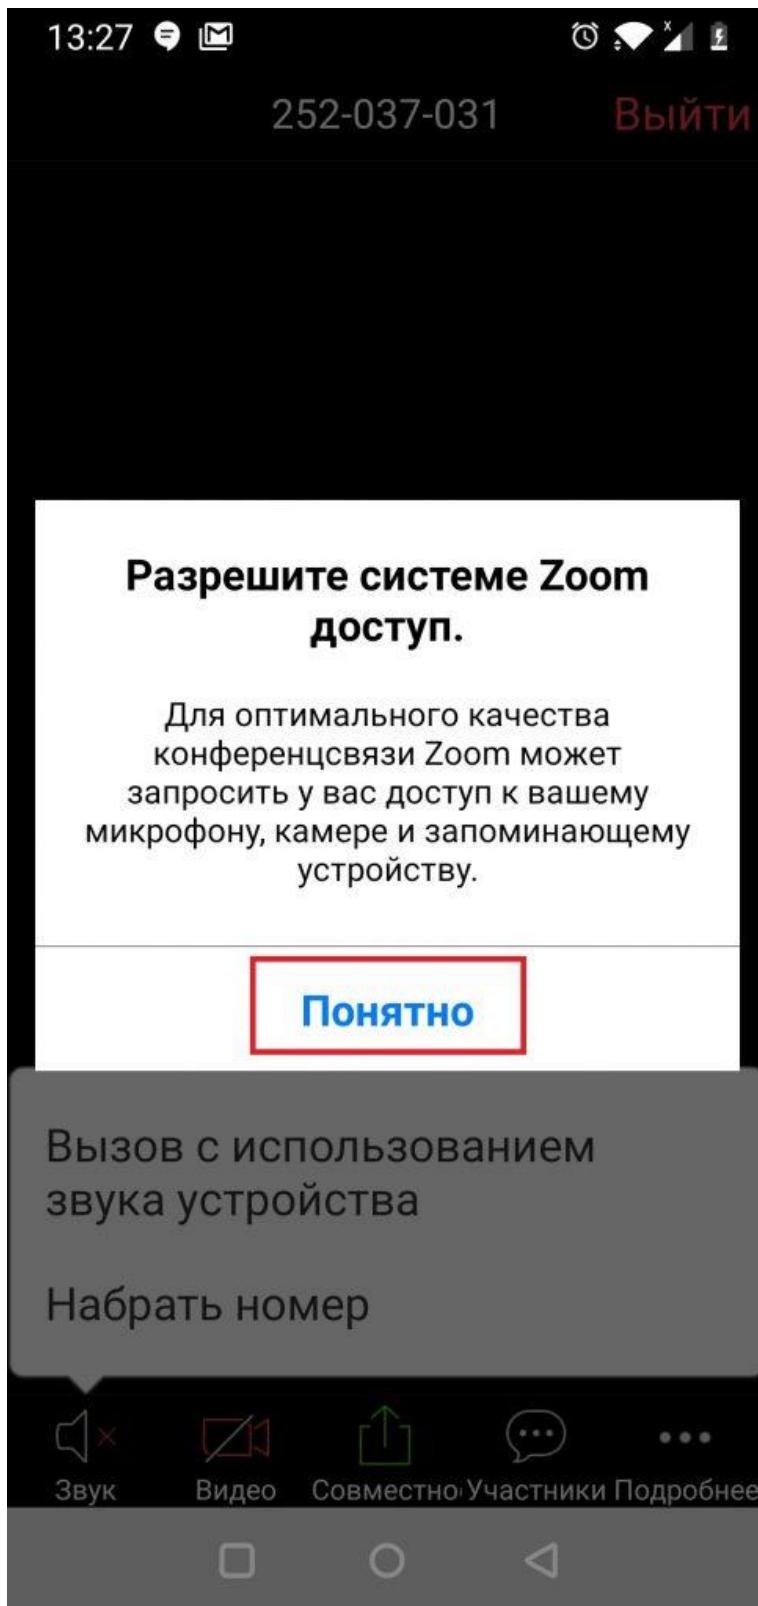 13:27
252-037-031 Выйти
Разрешите системе Zoom
доступ.
Для оптимального качества
конференцсвязи Zoom может
запросить у вас доступ к вашему
микрофону, камере и запоминающему
устройству.
Понятно
Вызов с использованием
звука устройства
Набрать номер
Звук Видео Совместно Участники Подробнее